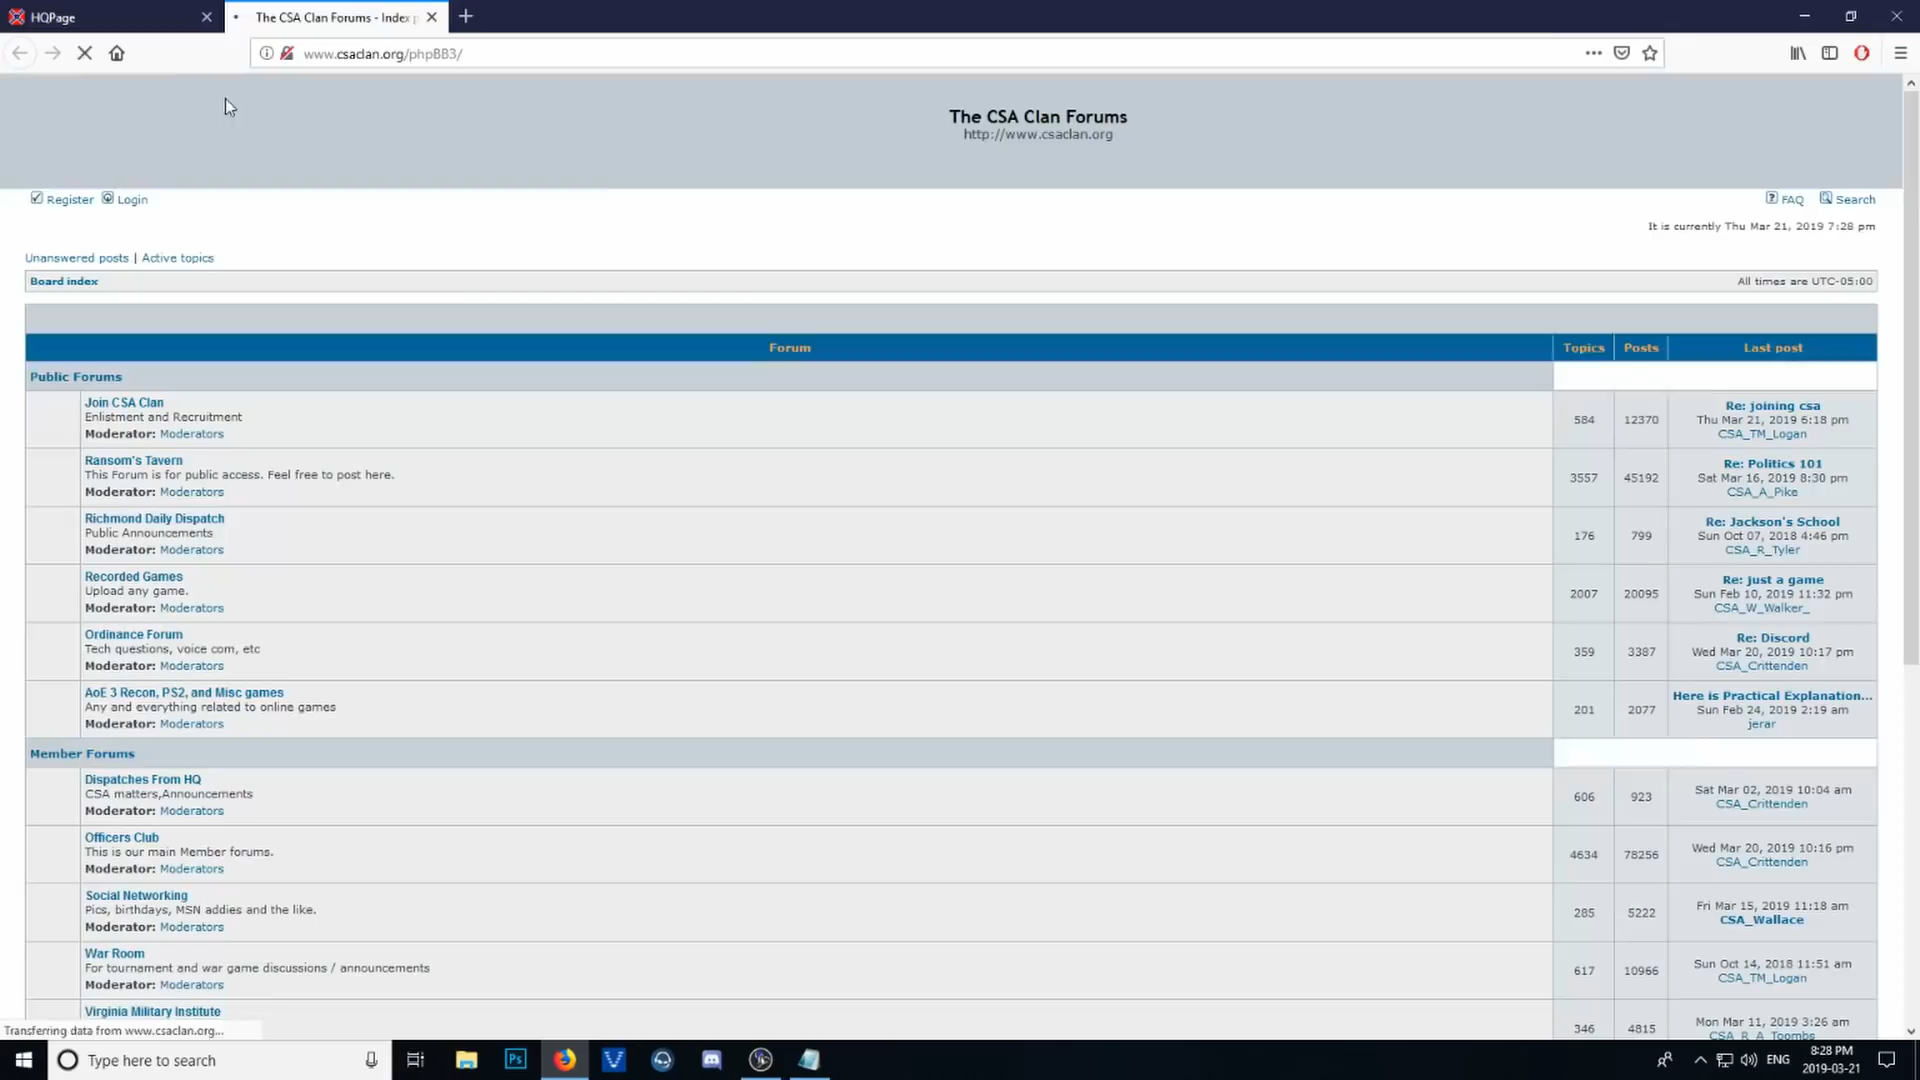 HQPage
The CSA Clan Forums - Index p
www.csaclan.org/phpBB3/
The CSA Clan Forums
http://www.csaclan.org
Register Login
FAQ Search
It is currently Thu Mar 21, 2019 7:28 pm
Unanswered posts | Active topics
Board index
All times are UTC-05:00
Forum Topics Posts Last post
Public Forums
Join CSA Clan
Enlistment and Recruitment
Moderator: Moderators
584 12370
Re: joining csa
Thu Mar 21, 2019 6:18 pm
CSA_TM_Logan
Ransom's Tavern
This Forum is for public access. Feel free to post here.
Moderator: Moderators
3557 45192
Re: Politics 101
Sat Mar 16, 2019 8:30 pm
CSA_A_Pike
Richmond Daily Dispatch
Public Announcements
Moderator: Moderators
176 799
Re: Jackson's School
Sun Oct 07, 2018 4:46 pm
CSA_R_Tyler
Recorded Games
Upload any game.
Moderator: Moderators
2007 20095
Re: just a game
Sun Feb 10, 2019 11:32 pm
CSA_W_Walker_
Ordinance Forum
Tech questions, voice com, etc
Moderator: Moderators
359 3387
Re: Discord
Wed Mar 20, 2019 10:17 pm
CSA_Crittenden
AoE 3 Recon, PS2, and Misc games
Any and everything related to online games
Moderator: Moderators
201 2077
Here is Practical Explanation...
Sun Feb 24, 2019 2:19 am
jerar
Member Forums
Dispatches From HQ
CSA matters,Announcements
Moderator: Moderators
606 923
Sat Mar 02, 2019 10:04 am
CSA_Crittenden
Officers Club
This is our main Member forums.
Moderator: Moderators
4634 78256
Wed Mar 20, 2019 10:16 pm
CSA_Crittenden
Social Networking
Pics, birthdays, MSN addies and the like.
Moderator: Moderators
285 5222
Fri Mar 15, 2019 11:18 am
CSA_Wallace
War Room
For tournament and war game discussions / announcements
Moderator: Moderators
617 10966
Sun Oct 14, 2018 11:51 am
CSA_TM_Logan
Virginia Military Institute
346 4815
Mon Mar 11, 2019 3:26 am
CSA_R_A_Toombs
Transferring data from www.csaclan.org...
Type here to search
Ps
ENG
8:28 PM
2019-03-21